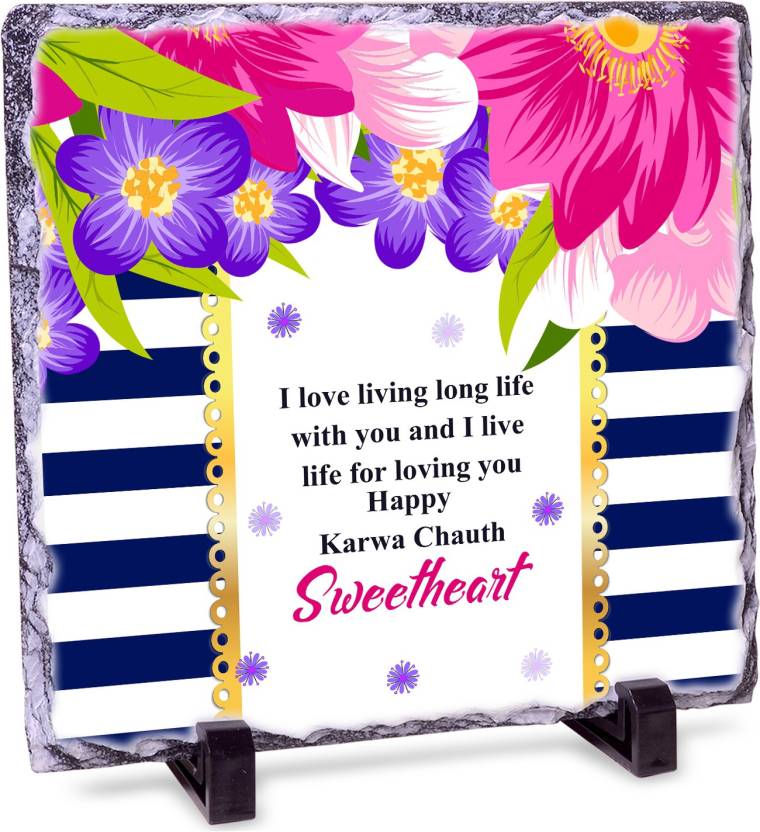 I love living long life
with you and I live
life for loving you
Happy
Karwa Chauth
Sweetheart